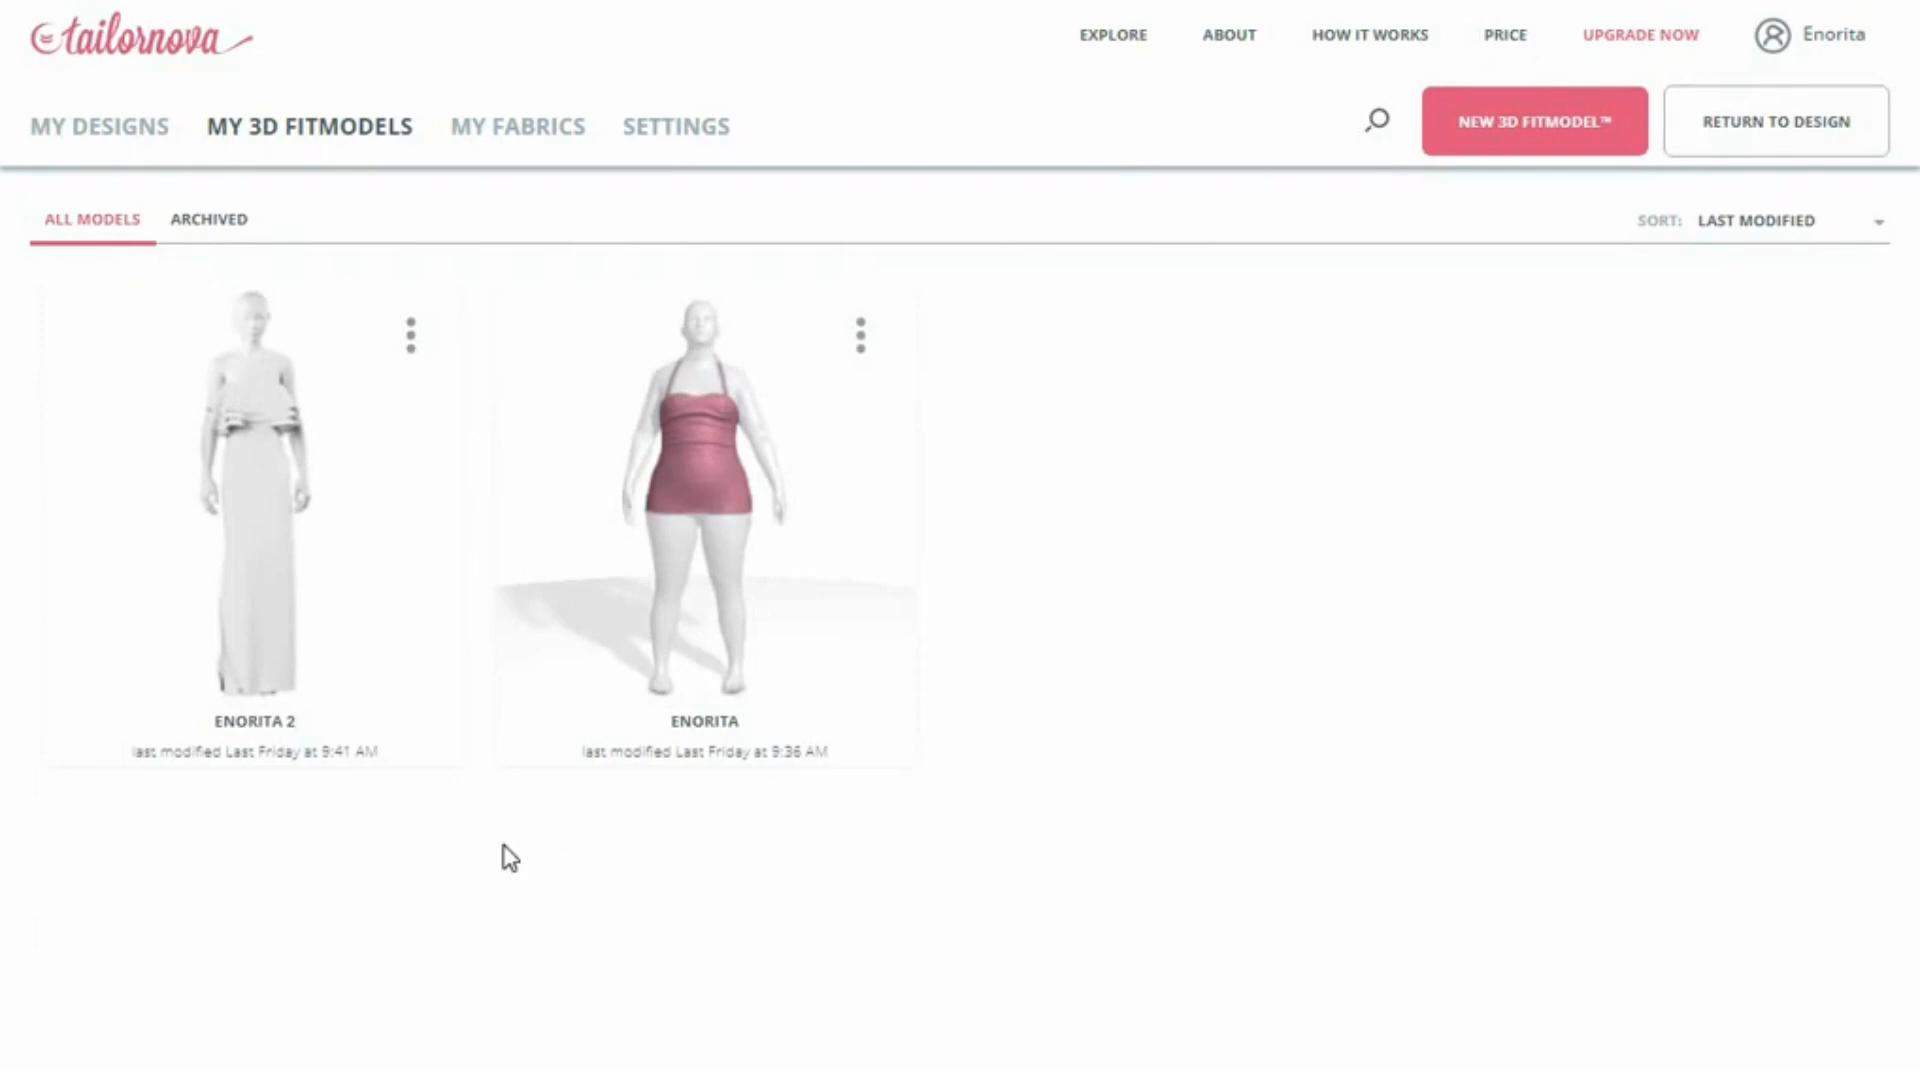 tailornova
EXPLORE ABOUT HOW IT WORKS PRICE UPGRADE NOW Enorita
MY DESIGNS MY 3D FITMODELS MY FABRICS SETTINGS
NEW 3D FITMODEL™ RETURN TO DESIGN
ALL MODELS ARCHIVED
SORT: LAST MODIFIED
ENORITA 2
last modified Last Friday at 9:41 AM
ENORITA
last modified Last Friday at 9:36 AM